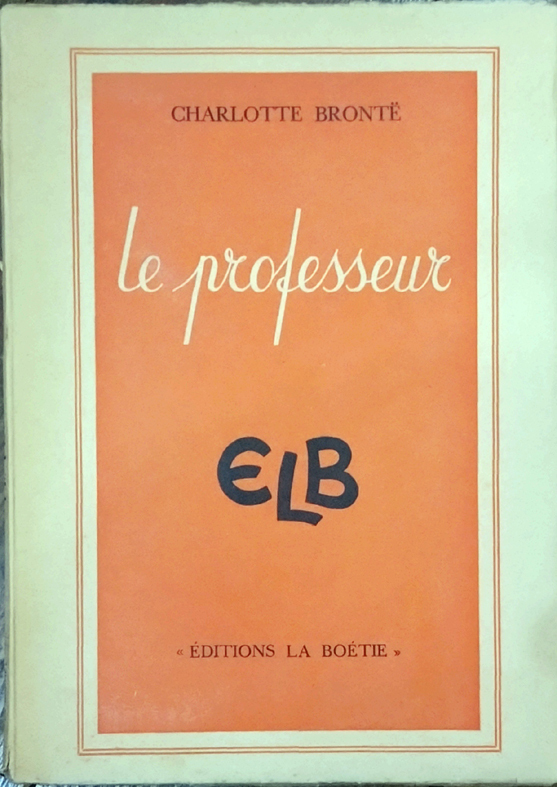 CHARLOTTE BRONTË
le professeur
ELB
« ÉDITIONS LA BOÉTIE »